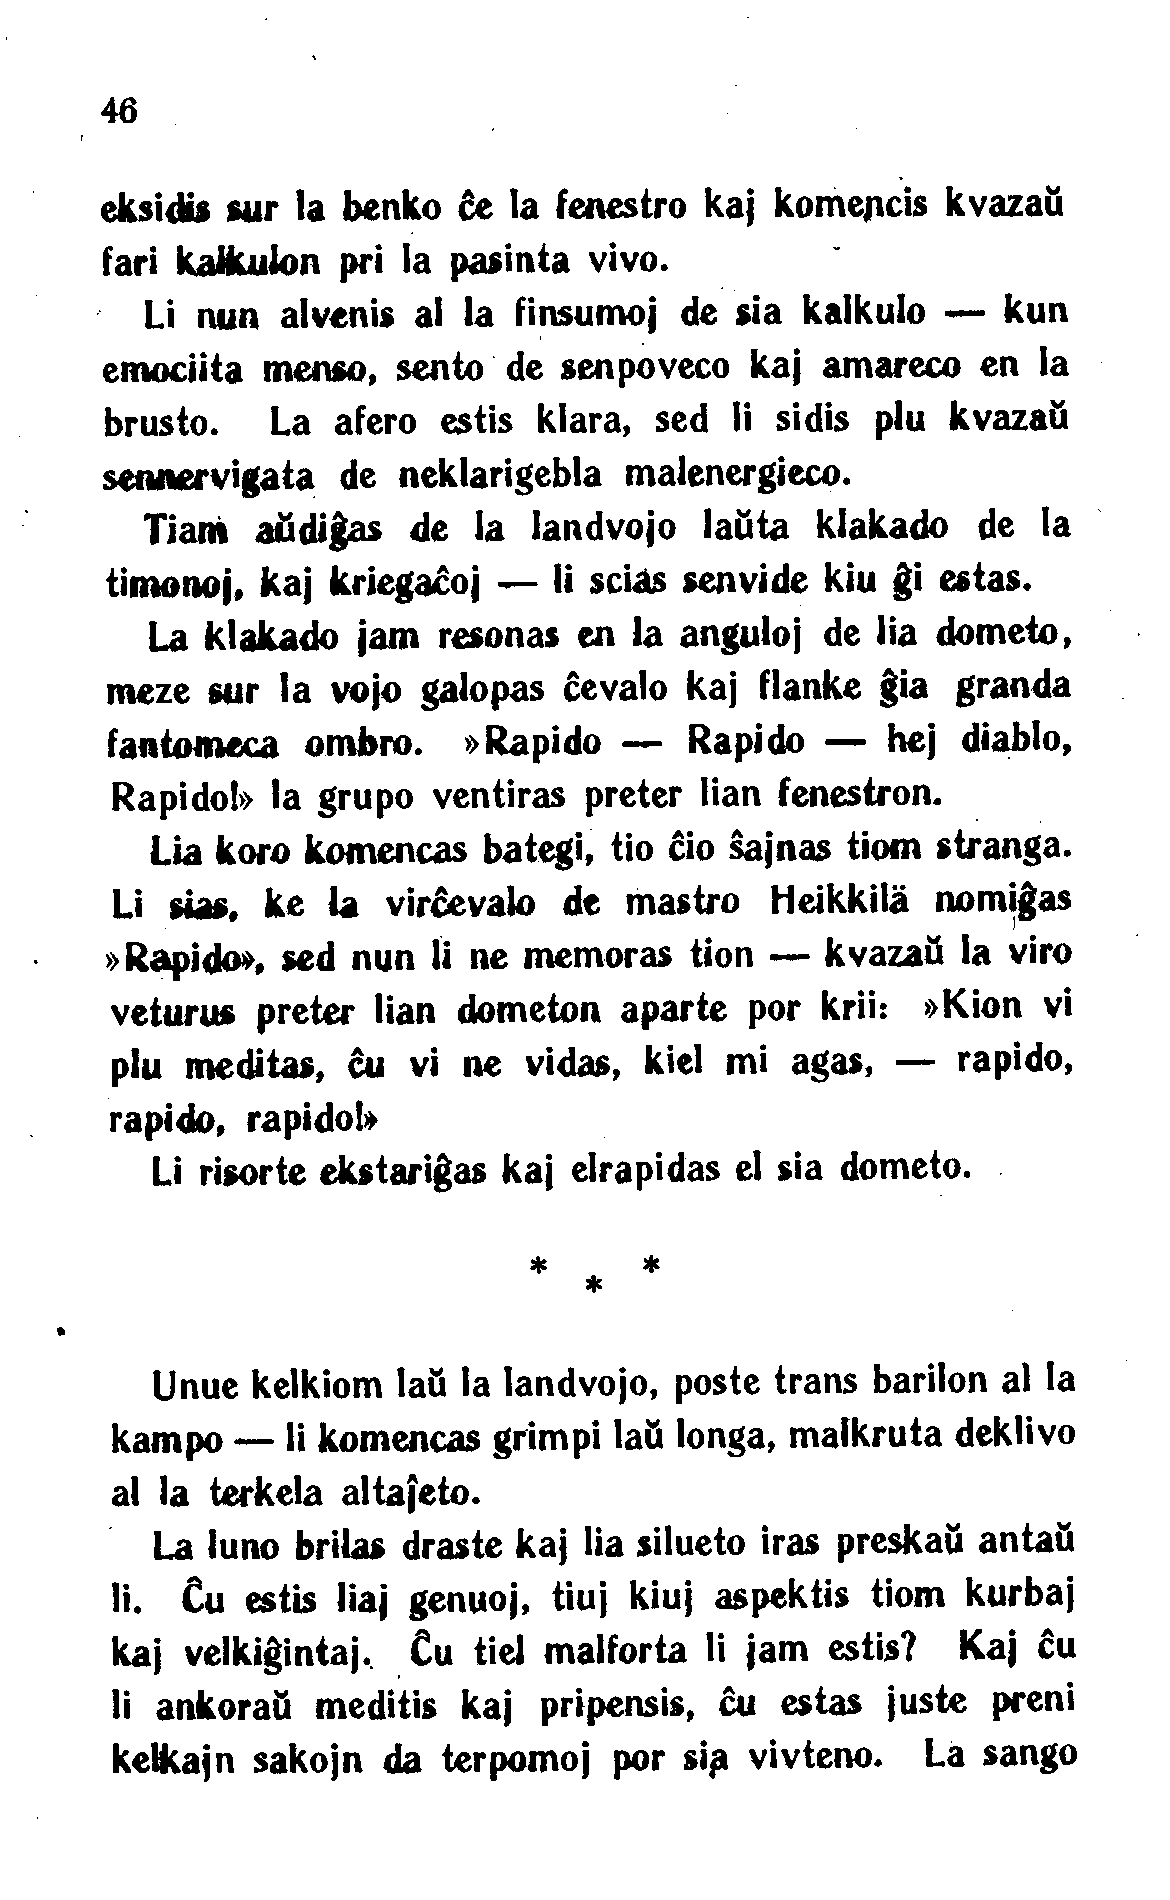 46
eksidis sur la benko ĉe la fenestro kaj komencis kvazaŭ
fari kalkulon pri la pasinta vivo.
Li nun alvenis al la finsumoj de sia kalkulo — kun
emociita menso, sento de senpoveco kaj amareco en la
brusto. La afero estis klara, sed li sidis plu kvazaŭ
sennervigata de neklarigebla malenergieco.
Tiam aŭdiĝas de la landvojo laŭta klakado de la
timonoj, kaj kriegaĉoj — li scias senvide kiu ĝi estas.
La klakado jam resonas en la anguloj de lia dometo,
meze sur la vojo galopas ĉevalo kaj flanke ĝia granda
fantomeca ombro. »Rapido — Rapido — hej diablo,
Rapido!» la grupo ventiras preter lian fenestron.
Lia koro komencas bategi, tio ĉio ŝajnas tiom stranga.
Li sias, ke la virĉevalo de mastro Heikkilä nomiĝas
»Rapido», sed nun li ne memoras tion — kvazaŭ la viro
veturus preter lian dometon aparte por krii: »Kion vi
plu meditas, ĉu vi ne vidas, kiel mi agas, — rapido,
rapido, rapido!»
Li risorte ekstariĝas kaj elrapidas el sia dometo.
* * *
Unue kelkiom laŭ la landvojo, poste trans barilon al la
kampo — li komencas grimpi laŭ longa, malkruta deklivo
al la terkela altaĵeto.
La luno brilas draste kaj lia silueto iras preskaŭ antaŭ
li. Ĉu estis liaj genuoj, tiuj kiuj aspektis tiom kurbaj
kaj velkiĝintaj. Ĉu tiel malforta li jam estis? Kaj ĉu
li ankoraŭ meditis kaj pripensis, ĉu estas juste preni
kelkajn sakojn da terpomoj por sia vivteno. La sango